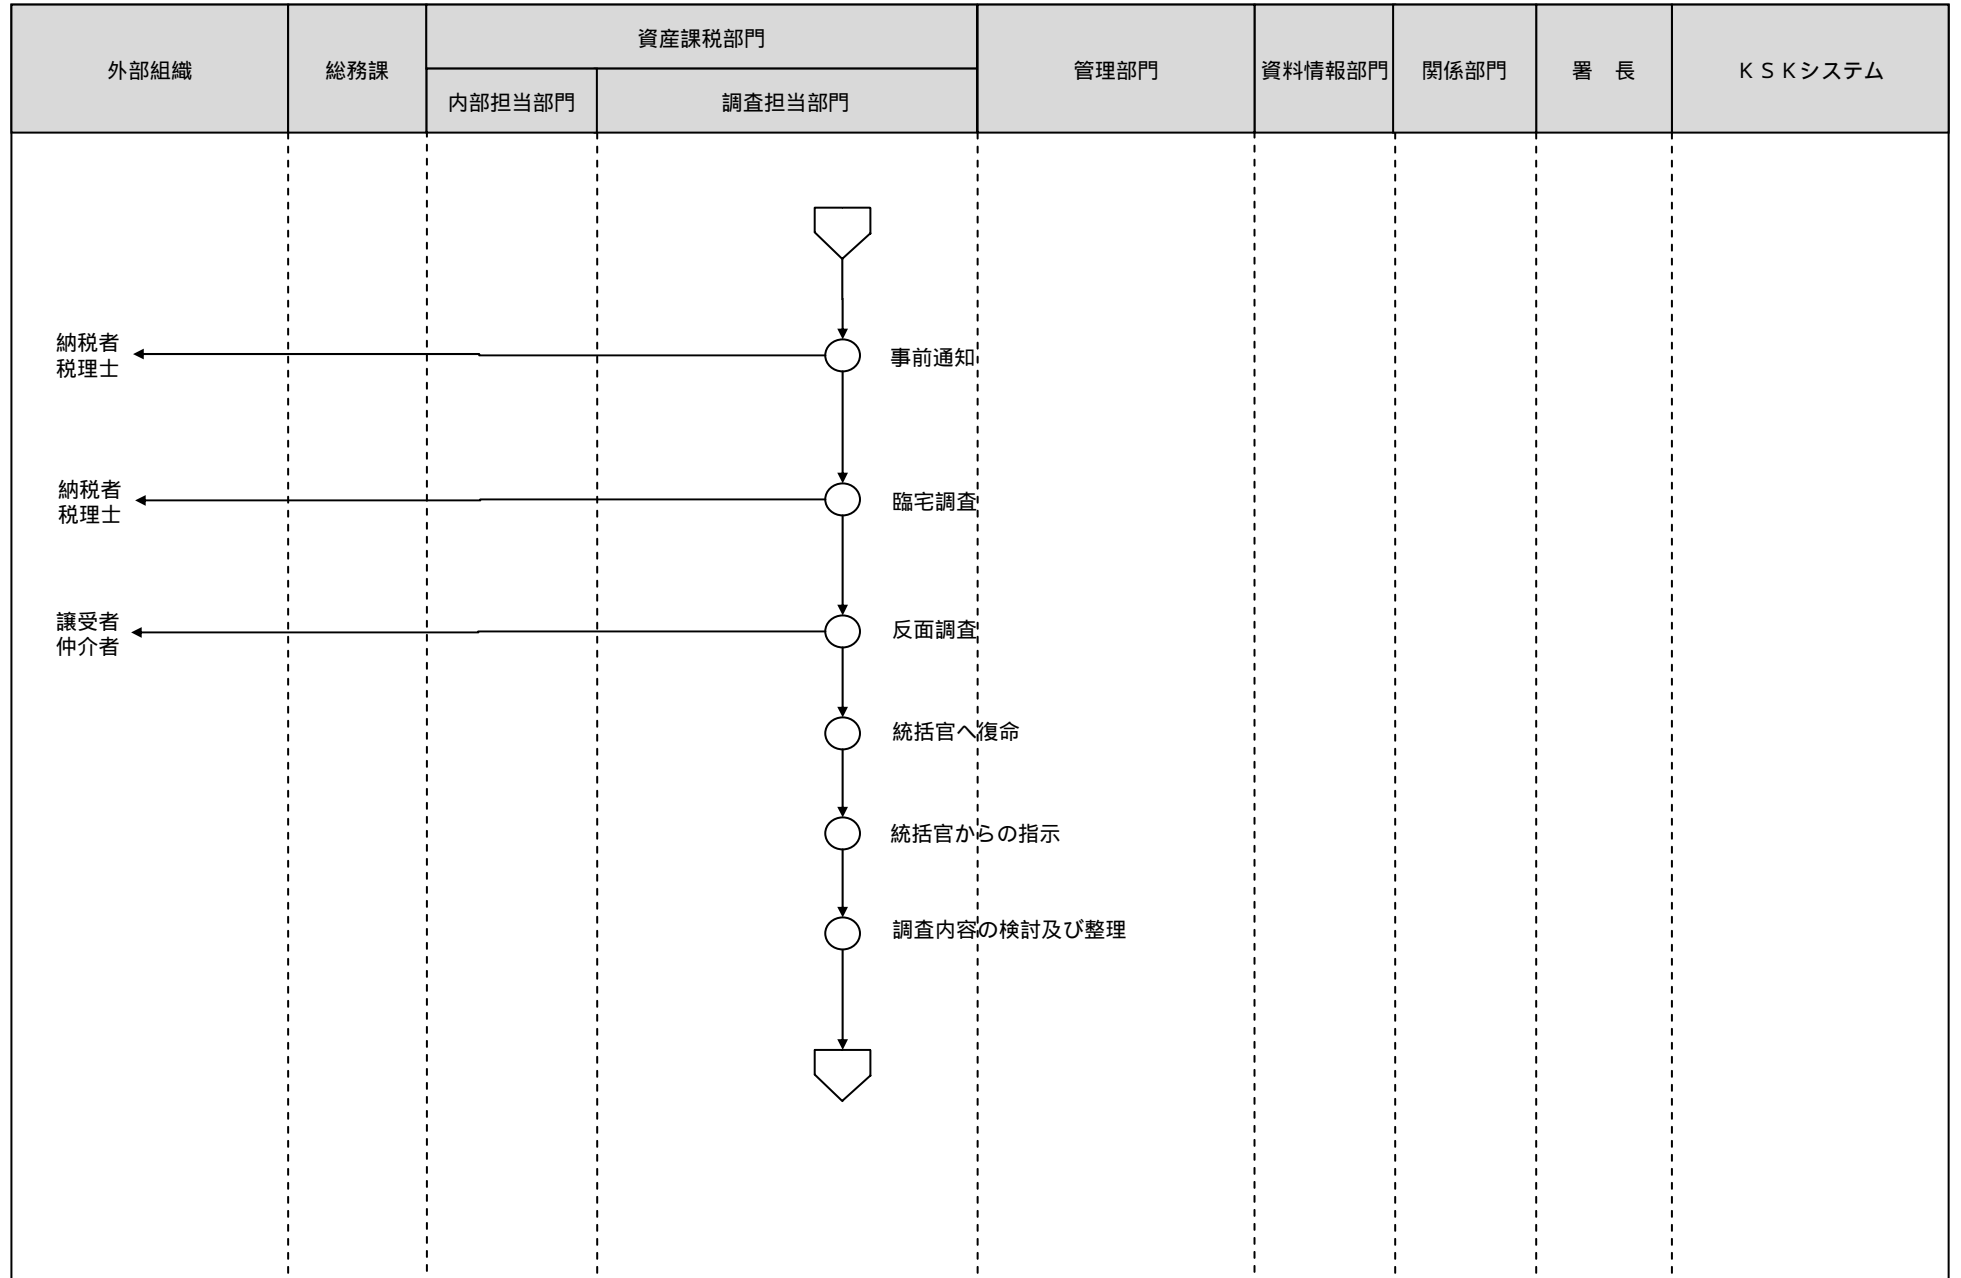 外部組織
総務課
資産課税部門
内部担当部門
調査担当部門
管理部門
資料情報部門
関係部門
署　長
ＫＳＫシステム
納税者
税理士
事前通知
納税者
税理士
臨宅調査
譲受者
仲介者
反面調査
統括官へ復命
統括官からの指示
調査内容の検討及び整理